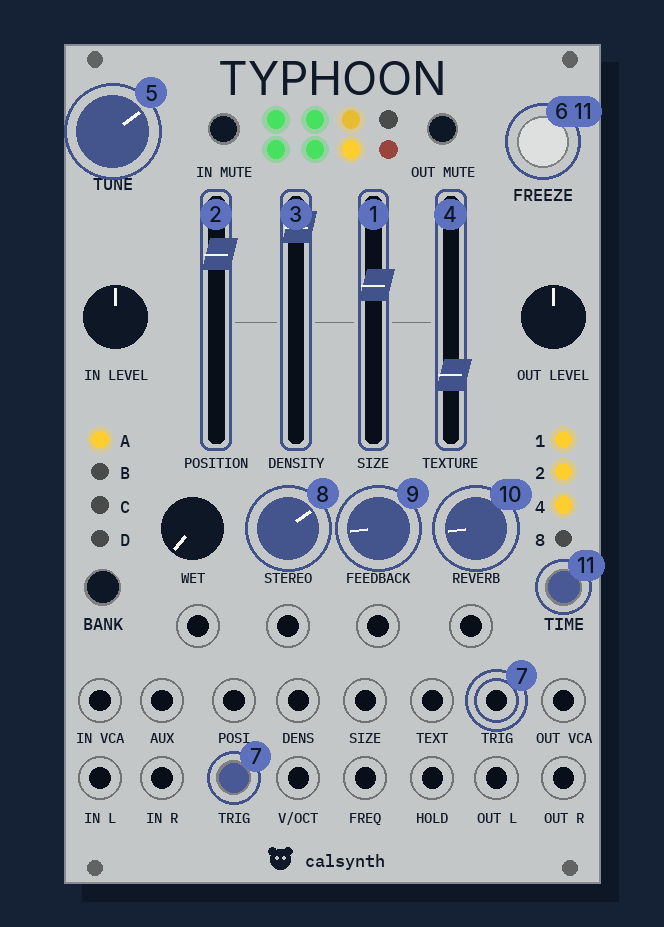 TYPHOON
5
6 11
TUNE
IN MUTE
OUT MUTE
FREEZE
2
3
1
4
IN LEVEL
OUT LEVEL
A
B
C
D
1
2
4
8
POSITION
DENSITY
SIZE
TEXTURE
8
9
10
11
WET
STEREO
FEEDBACK
REVERB
BANK
TIME
7
IN VCA
AUX
POSI
DENS
SIZE
TEXT
TRIG
OUT VCA
7
IN L
IN R
TRIG
V/OCT
FREQ
HOLD
OUT L
OUT R
calsynth